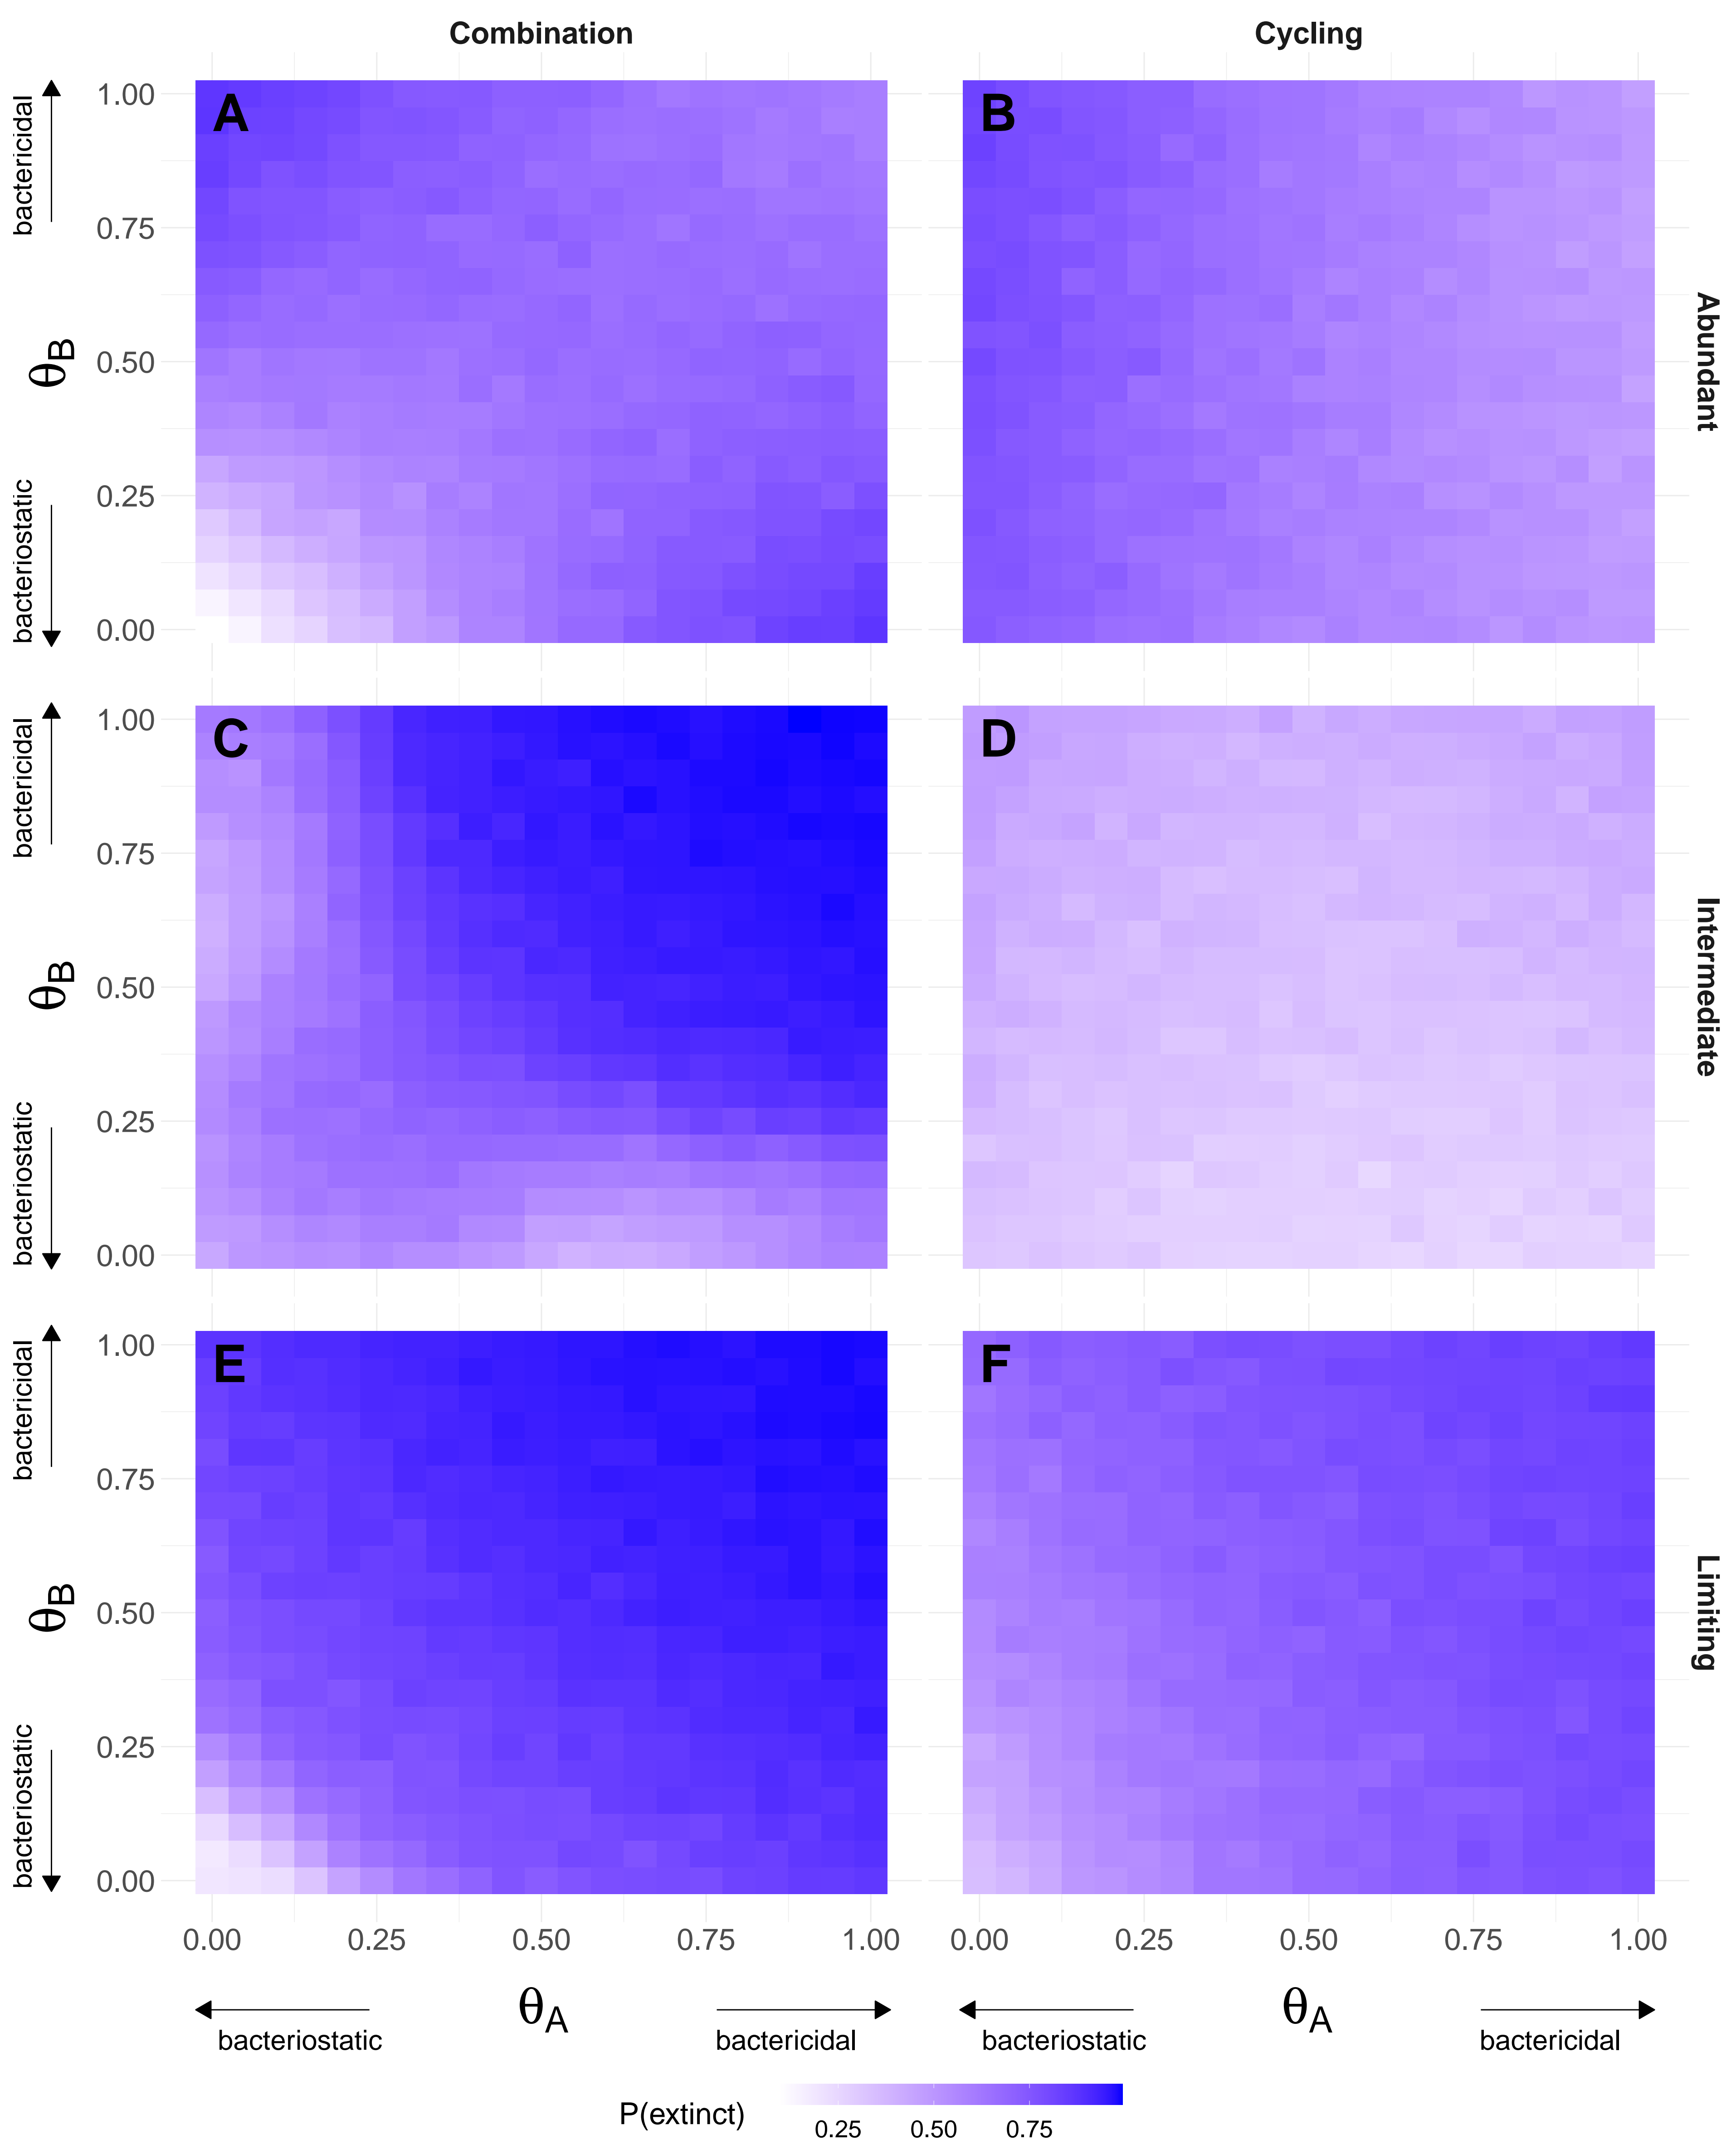 Combination
Cycling
A
B
1.00
0.75
0.50
0.25
0.00
bactericidal
θB
bacteriostatic
Abundant
C
D
1.00
0.75
0.50
0.25
0.00
bactericidal
θB
bacteriostatic
Intermediate
E
F
1.00
0.75
0.50
0.25
0.00
bactericidal
θB
bacteriostatic
Limiting
0.00 0.25 0.50 0.75 1.00
0.00 0.25 0.50 0.75 1.00
θA
bacteriostatic
bactericidal
θA
bacteriostatic
bactericidal
P(extinct)
0.25 0.50 0.75